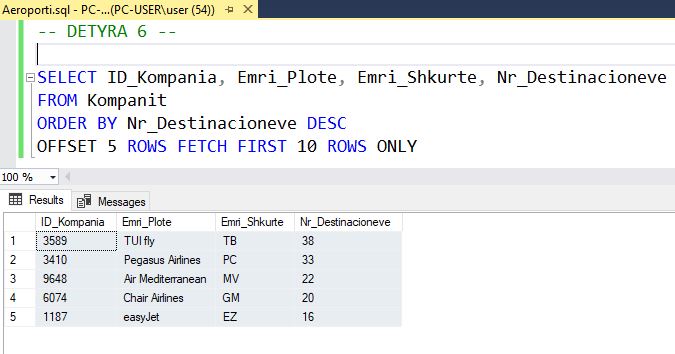 Aeroporti.sql - PC-...(PC-USER\user (54))
-- DETYRA 6 --
SELECT ID_Kompania, Emri_Plote, Emri_Shkurte, Nr_Destinacioneve
FROM Kompanit
ORDER BY Nr_Destinacioneve DESC
OFFSET 5 ROWS FETCH FIRST 10 ROWS ONLY
100 %
Results Messages
ID_Kompania Emri_Plote Emri_Shkurte Nr_Destinacioneve
1 3589 TUI fly TB 38
2 3410 Pegasus Airlines PC 33
3 9648 Air Mediterranean MV 22
4 6074 Chair Airlines GM 20
5 1187 easyJet EZ 16